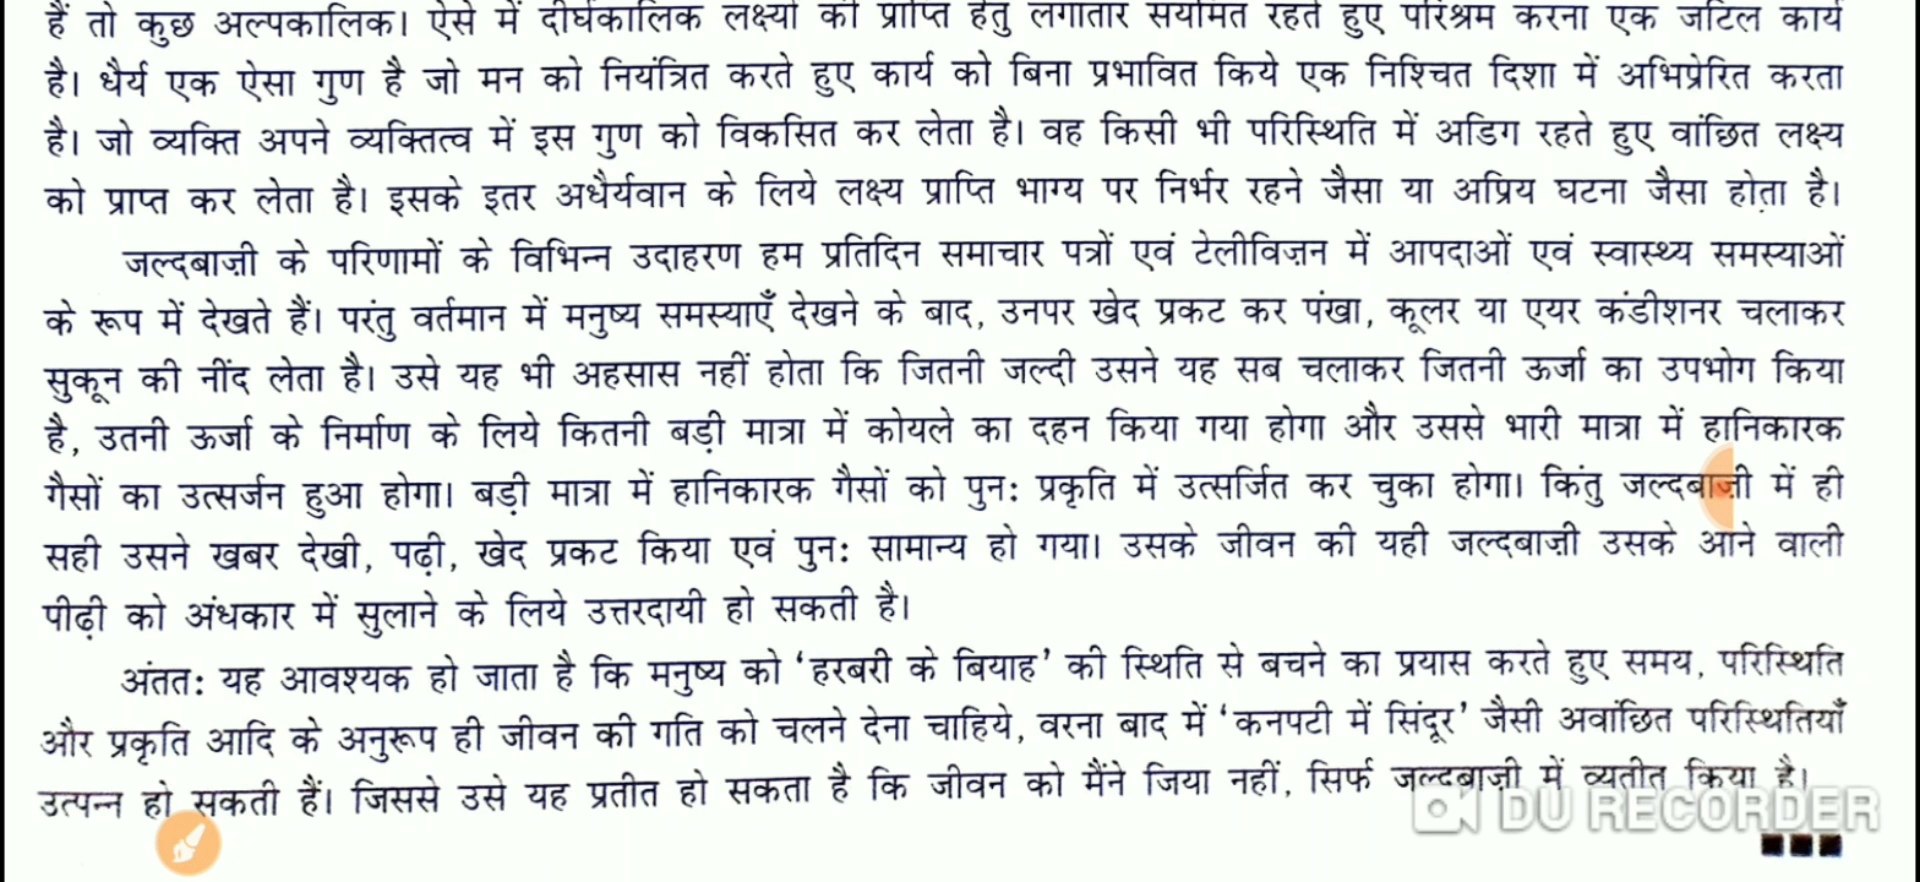 हैं तो कुछ अल्पकालिक। ऐसे में दीर्घकालिक लक्ष्यों की प्राप्ति हेतु लगातार संयमित रहते हुए परिश्रम करना एक जटिल कार्य
है। धैर्य एक ऐसा गुण है जो मन को नियंत्रित करते हुए कार्य को बिना प्रभावित किये एक निश्चित दिशा में अभिप्रेरित करता
है। जो व्यक्ति अपने व्यक्तित्व में इस गुण को विकसित कर लेता है। वह किसी भी परिस्थिति में अडिग रहते हुए वांछित लक्ष्य
को प्राप्त कर लेता है। इसके इतर अधैर्यवान के लिये लक्ष्य प्राप्ति भाग्य पर निर्भर रहने जैसा या अप्रिय घटना जैसा होता है।
जल्दबाज़ी के परिणामों के विभिन्न उदाहरण हम प्रतिदिन समाचार पत्रों एवं टेलीविज़न में आपदाओं एवं स्वास्थ्य समस्याओं
के रूप में देखते हैं। परंतु वर्तमान में मनुष्य समस्याएँ देखने के बाद, उनपर खेद प्रकट कर पंखा, कूलर या एयर कंडीशनर चलाकर
सुकून की नींद लेता है। उसे यह भी अहसास नहीं होता कि जितनी जल्दी उसने यह सब चलाकर जितनी ऊर्जा का उपभोग किया
है, उतनी ऊर्जा के निर्माण के लिये कितनी बड़ी मात्रा में कोयले का दहन किया गया होगा और उससे भारी मात्रा में हानिकारक
गैसों का उत्सर्जन हुआ होगा। बड़ी मात्रा में हानिकारक गैसों को पुन: प्रकृति में उत्सर्जित कर चुका होगा। किंतु जल्दबाज़ी में ही
सही उसने खबर देखी, पढ़ी, खेद प्रकट किया एवं पुन: सामान्य हो गया। उसके जीवन की यही जल्दबाज़ी उसके आने वाली
पीढ़ी को अंधकार में सुलाने के लिये उत्तरदायी हो सकती है।
अंतत: यह आवश्यक हो जाता है कि मनुष्य को ‘हरबरी के बियाह’ की स्थिति से बचने का प्रयास करते हुए समय, परिस्थिति
और प्रकृति आदि के अनुरूप ही जीवन की गति को चलने देना चाहिये, वरना बाद में ‘कनपटी में सिंदूर’ जैसी अवांछित परिस्थितियाँ
उत्पन्न हो सकती हैं। जिससे उसे यह प्रतीत हो सकता है कि जीवन को मैंने जिया नहीं, सिर्फ जल्दबाज़ी में व्यतीत किया है।
DU RECORDER